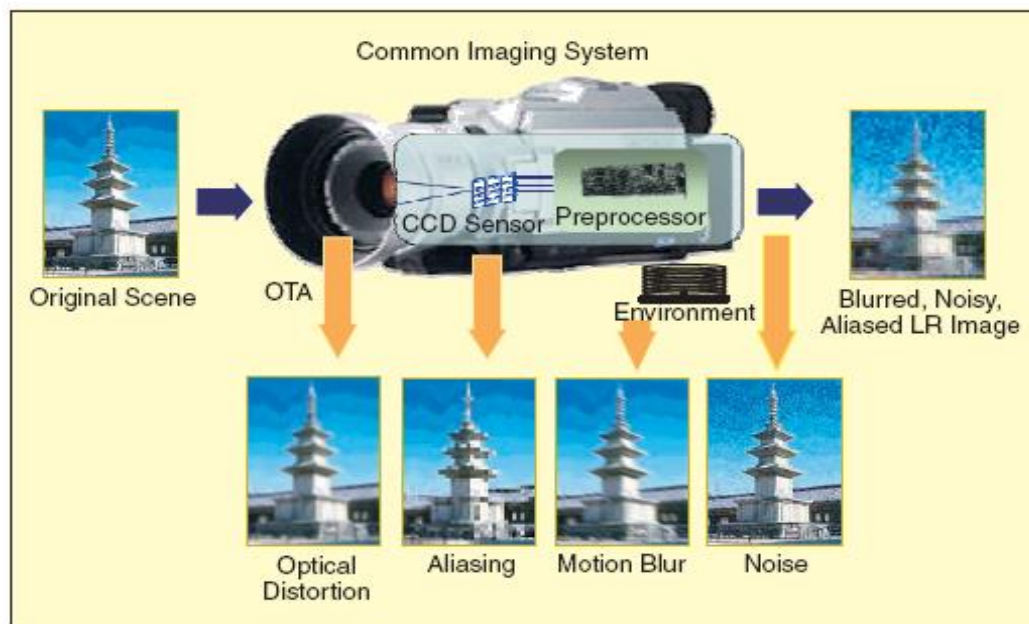 Common Imaging System
CCD Sensor
Preprocessor
Original Scene
OTA
Environment
Blurred, Noisy,
Aliased LR Image
Optical
Distortion
Aliasing
Motion Blur
Noise